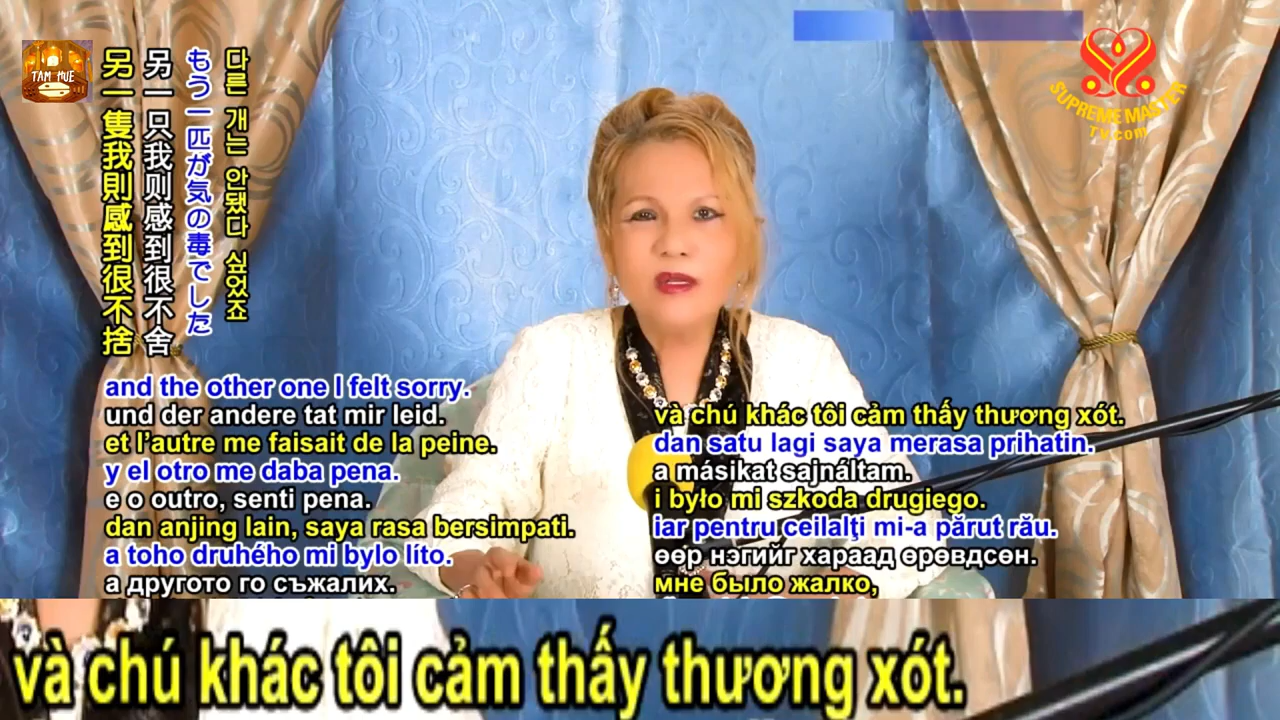 TAM HUE
SUPREME MASTER
TV.com
另一隻我則感到很不捨
另一只我则感到很不舍
もう一匹が気の毒でした
다른 개는 안됐다 싶었죠
and the other one I felt sorry.
und der andere tat mir leid.
et l'autre me faisait de la peine.
y el otro me daba pena.
e o outro, senti pena.
dan anjing lain, saya rasa bersimpati.
a toho druhého mi bylo líto.
а другото го съжалих.
và chú khác tôi cảm thấy thương xót.
dan satu lagi saya merasa prihatin.
a másikat sajnáltam.
i było mi szkoda drugiego.
iar pentru ceilalţi mi-a părut rău.
өөр нэгийг хараад өрөвдсөн.
мне было жалко,
và chú khác tôi cảm thấy thương xót.